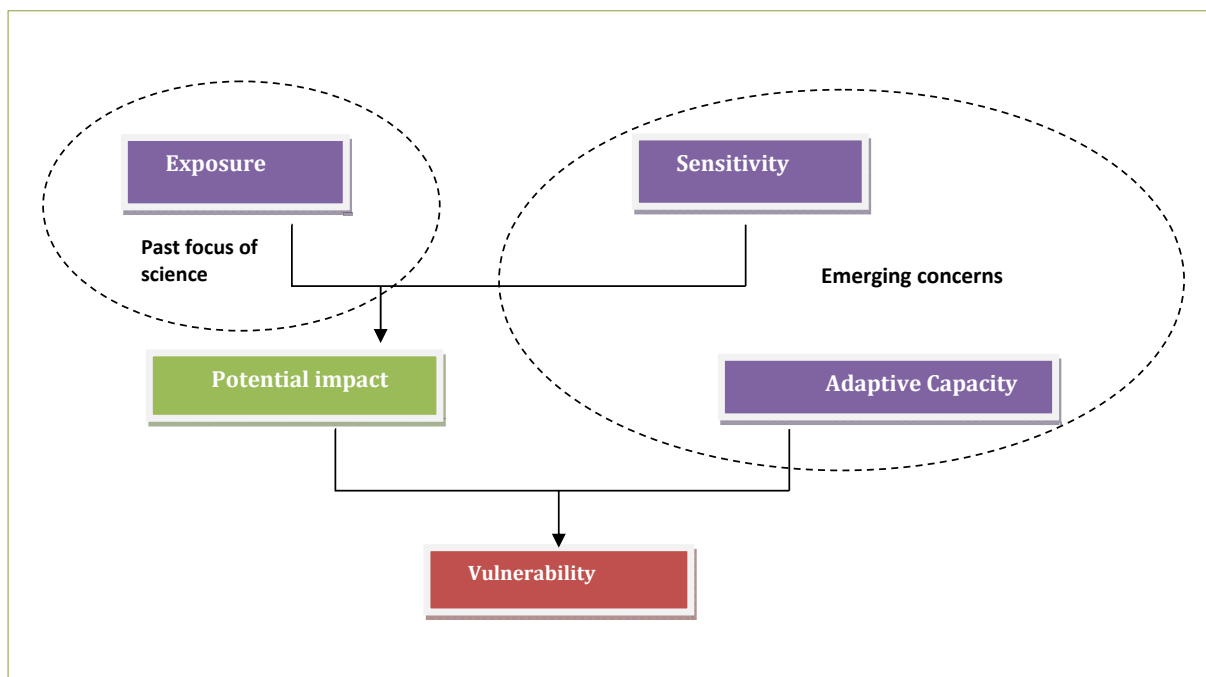 Exposure
Sensitivity
Past focus of
science
Emerging concerns
Potential impact
Adaptive Capacity
Vulnerability